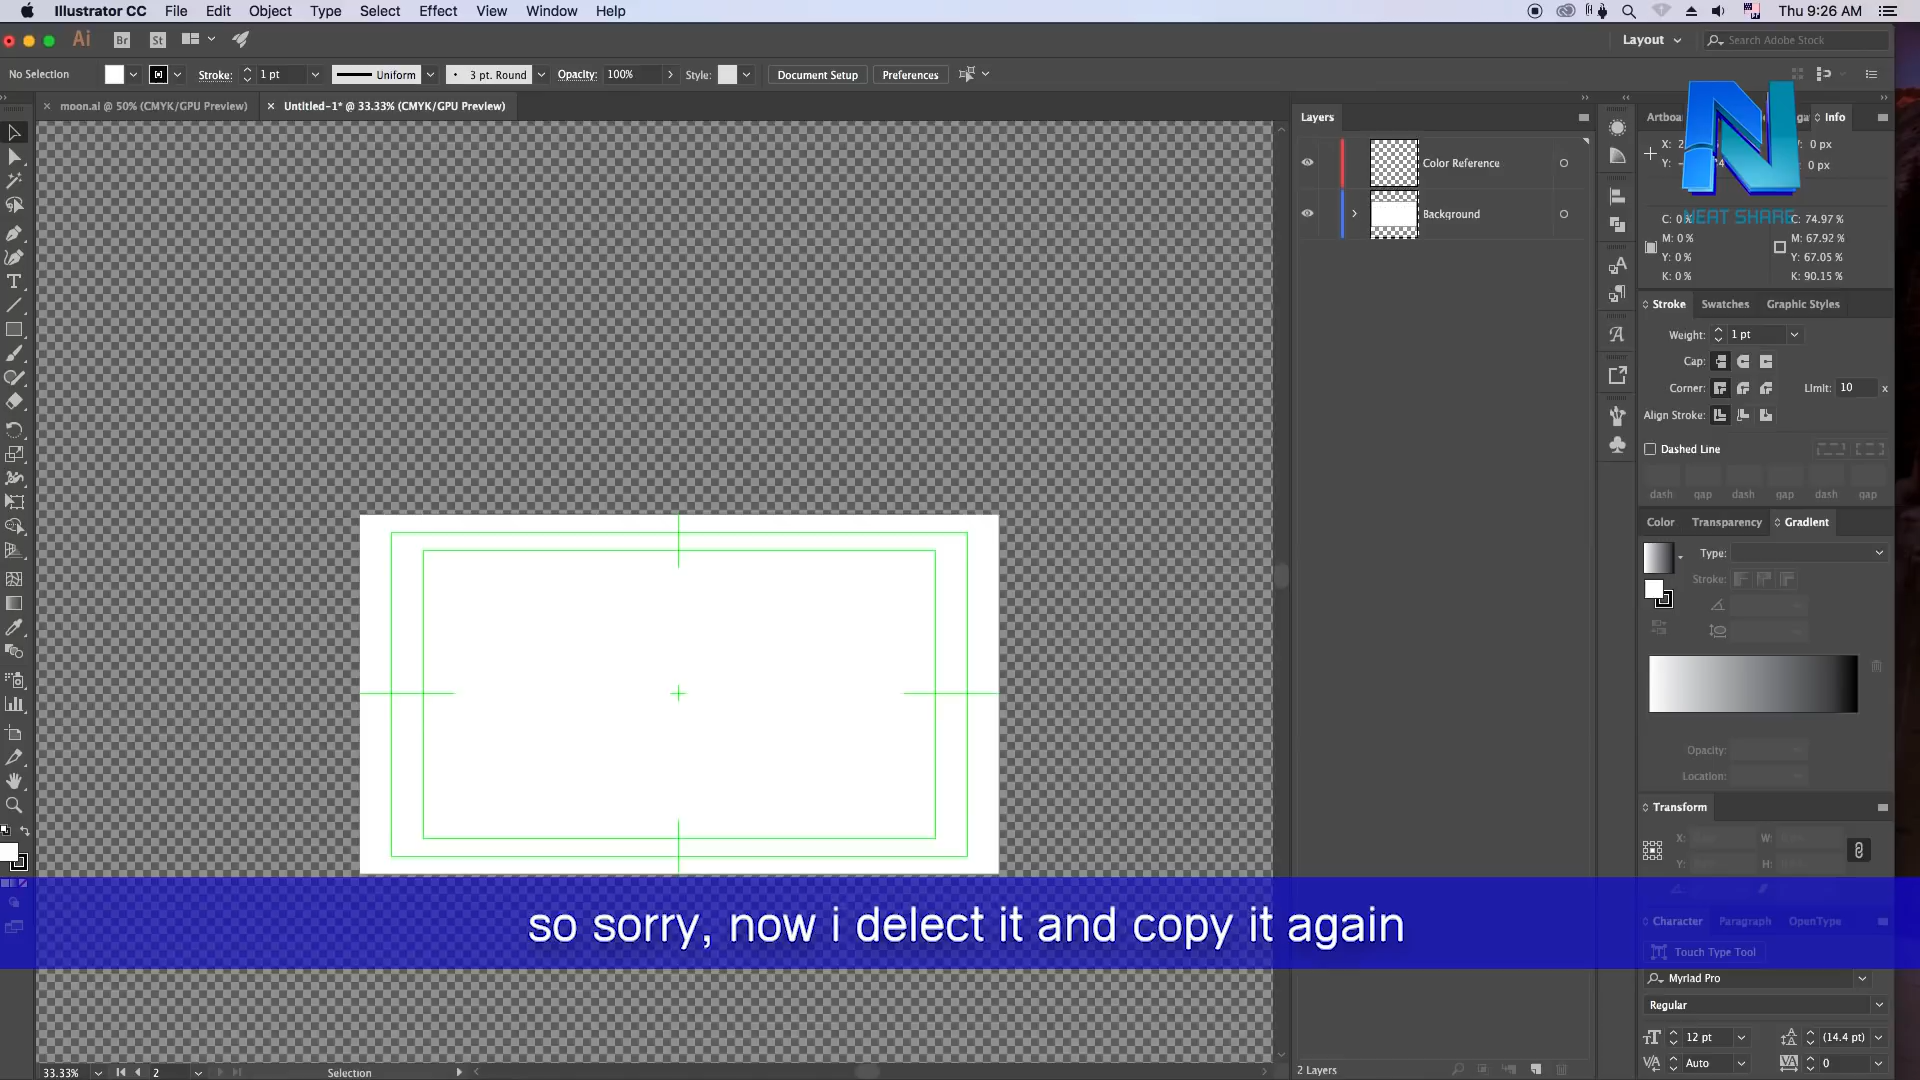 Illustrator CC File Edit Object Type Select Effect View Window Help Thu 9:26 AM
Ai Br St Layout Search Adobe Stock
No Selection Stroke: 1 pt Uniform 3 pt. Round Opacity: 100% Style: Document Setup Preferences
moon.ai @ 50% (CMYK/GPU Preview) Untitled-1* @ 33.33% (CMYK/GPU Preview)
Layers
Color Reference
Background
Info
X: Y: 0 px 0 px
NEAT SHARE
C: 0 % C: 74.97 %
M: 0 % M: 67.92 %
Y: 0 % Y: 67.05 %
K: 0 % K: 90.15 %
Stroke Swatches Graphic Styles
Weight: 1 pt
Cap:
Corner: Limit: 10 x
Align Stroke:
Dashed Line
dash gap dash gap dash gap
Color Transparency Gradient
Type:
Stroke:
Opacity:
Location:
Transform
X: W:
Y: H:
so sorry, now i delect it and copy it again
Character Paragraph OpenType
Touch Type Tool
Myriad Pro
Regular
12 pt (14.4 pt)
Auto 0
33.33% 2 Selection 2 Layers